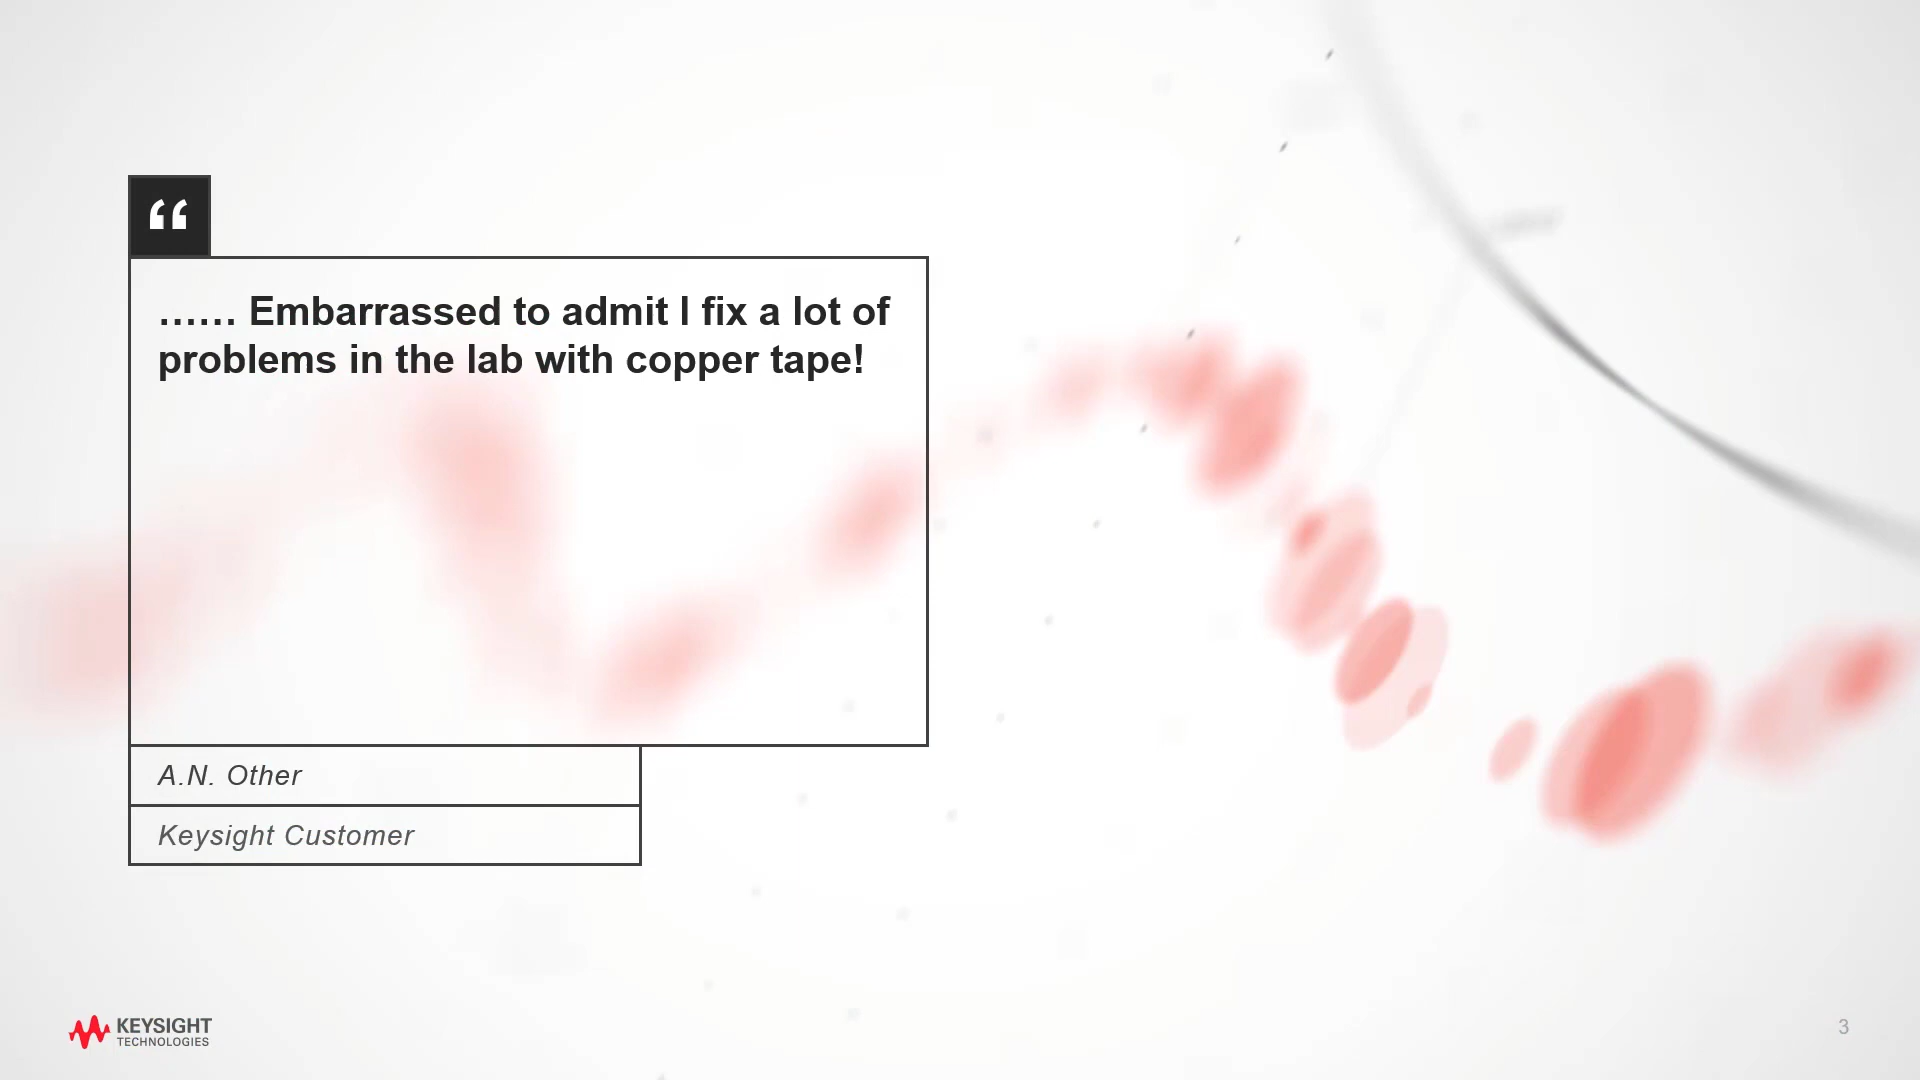 “
…… Embarrassed to admit I fix a lot of
problems in the lab with copper tape!
A.N. Other
Keysight Customer
KEYSIGHT
TECHNOLOGIES
3